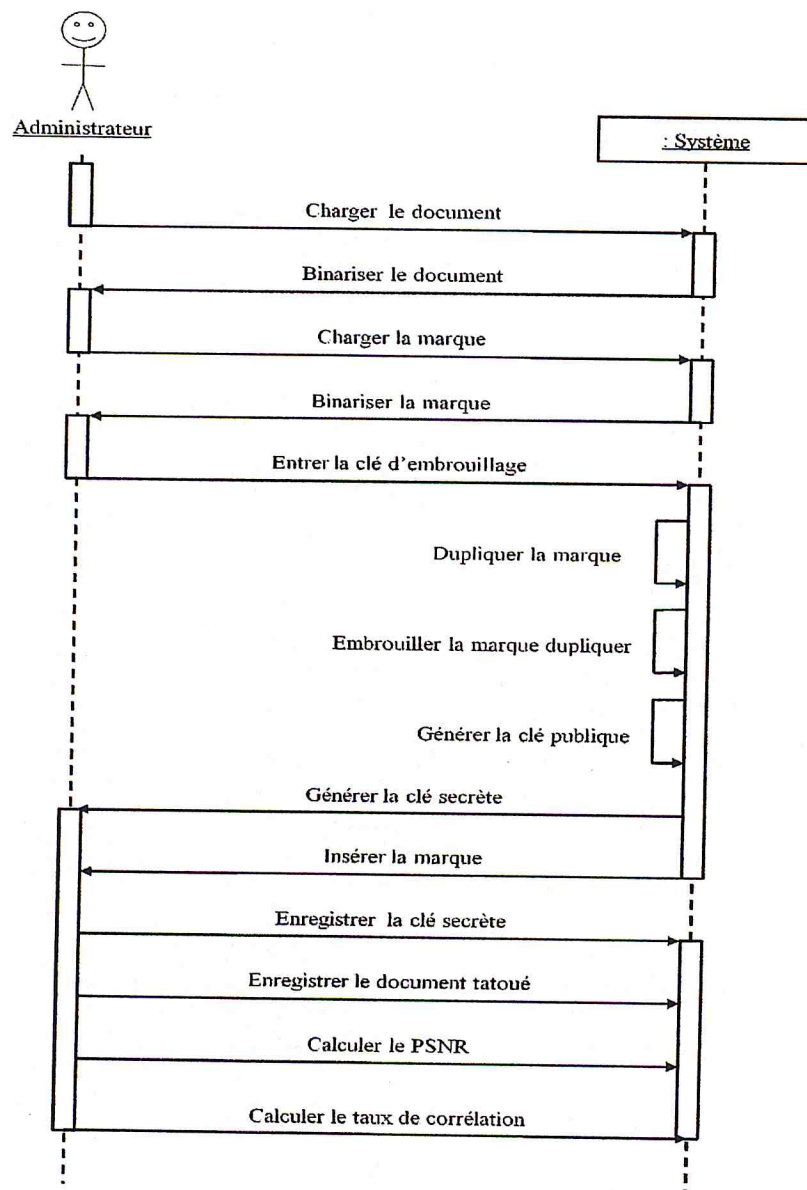 Administrateur
: Système
Charger le document
Binariser le document
Charger la marque
Binariser la marque
Entrer la clé d'embrouillage
Dupliquer la marque
Embrouiller la marque dupliquer
Générer la clé publique
Générer la clé secrète
Insérer la marque
Enregistrer la clé secrète
Enregistrer le document tatoué
Calculer le PSNR
Calculer le taux de corrélation